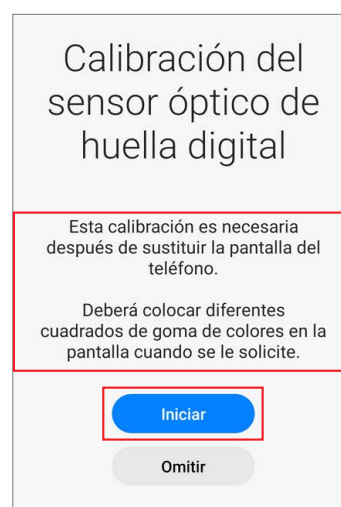 Calibración del
sensor óptico de
huella digital
Esta calibración es necesaria
después de sustituir la pantalla del
teléfono.
Deberá colocar diferentes
cuadrados de goma de colores en la
pantalla cuando se le solicite.
Iniciar
Omitir